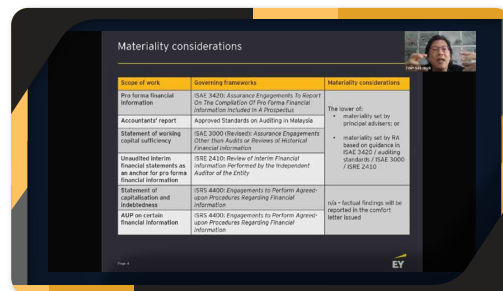 Materiality considerations
Scope of work
Governing frameworks
Materiality considerations
Pro forma financial
information
ISAE 3420: Assurance Engagements To Report
On The Compilation Of Pro Forma Financial
Information Included In A Prospectus
The lower of:
• materiality set by
principal advisers; or
• materiality set by RA
based on guidance in
ISAE 3420 / auditing
standards / ISAE 3000
/ ISRE 2410
Accountants' report
Approved Standards on Auditing in Malaysia
Statement of working
capital sufficiency
ISAE 3000 (Revised): Assurance Engagements
Other than Audits or Reviews of Historical
Financial Information
Unaudited interim
financial statements as
an anchor for pro forma
financial information
ISRE 2410: Review of Interim Financial
Information Performed by the Independent
Auditor of the Entity
Statement of
capitalisation and
indebtedness
ISRS 4400: Engagements to Perform Agreed-
upon Procedures Regarding Financial
Information
n/a – factual findings will be
reported in the comfort
letter issued
AUP on certain
financial information
ISRS 4400: Engagements to Perform Agreed-
upon Procedures Regarding Financial
Information
Page 4
EY